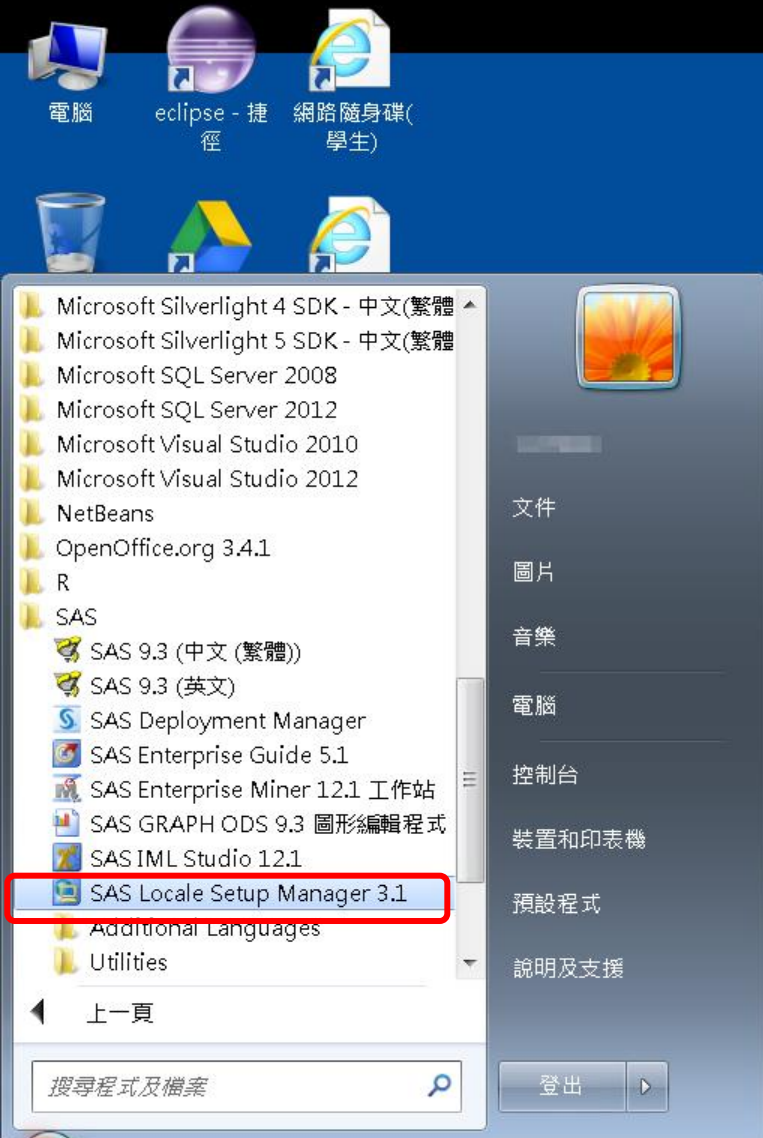 電腦
eclipse - 捷
徑
網路隨身碟(
學生)
Microsoft Silverlight 4 SDK - 中文(繁體
Microsoft Silverlight 5 SDK - 中文(繁體
Microsoft SQL Server 2008
Microsoft SQL Server 2012
Microsoft Visual Studio 2010
Microsoft Visual Studio 2012
NetBeans
OpenOffice.org 3.4.1
R
SAS
SAS 9.3 (中文 (繁體))
SAS 9.3 (英文)
SAS Deployment Manager
SAS Enterprise Guide 5.1
SAS Enterprise Miner 12.1 工作站
SAS GRAPH ODS 9.3 圖形編輯程式
SAS IML Studio 12.1
SAS Locale Setup Manager 3.1
Additional Languages
Utilities
上一頁
搜尋程式及檔案
文件
圖片
音樂
電腦
控制台
裝置和印表機
預設程式
說明及支援
登出